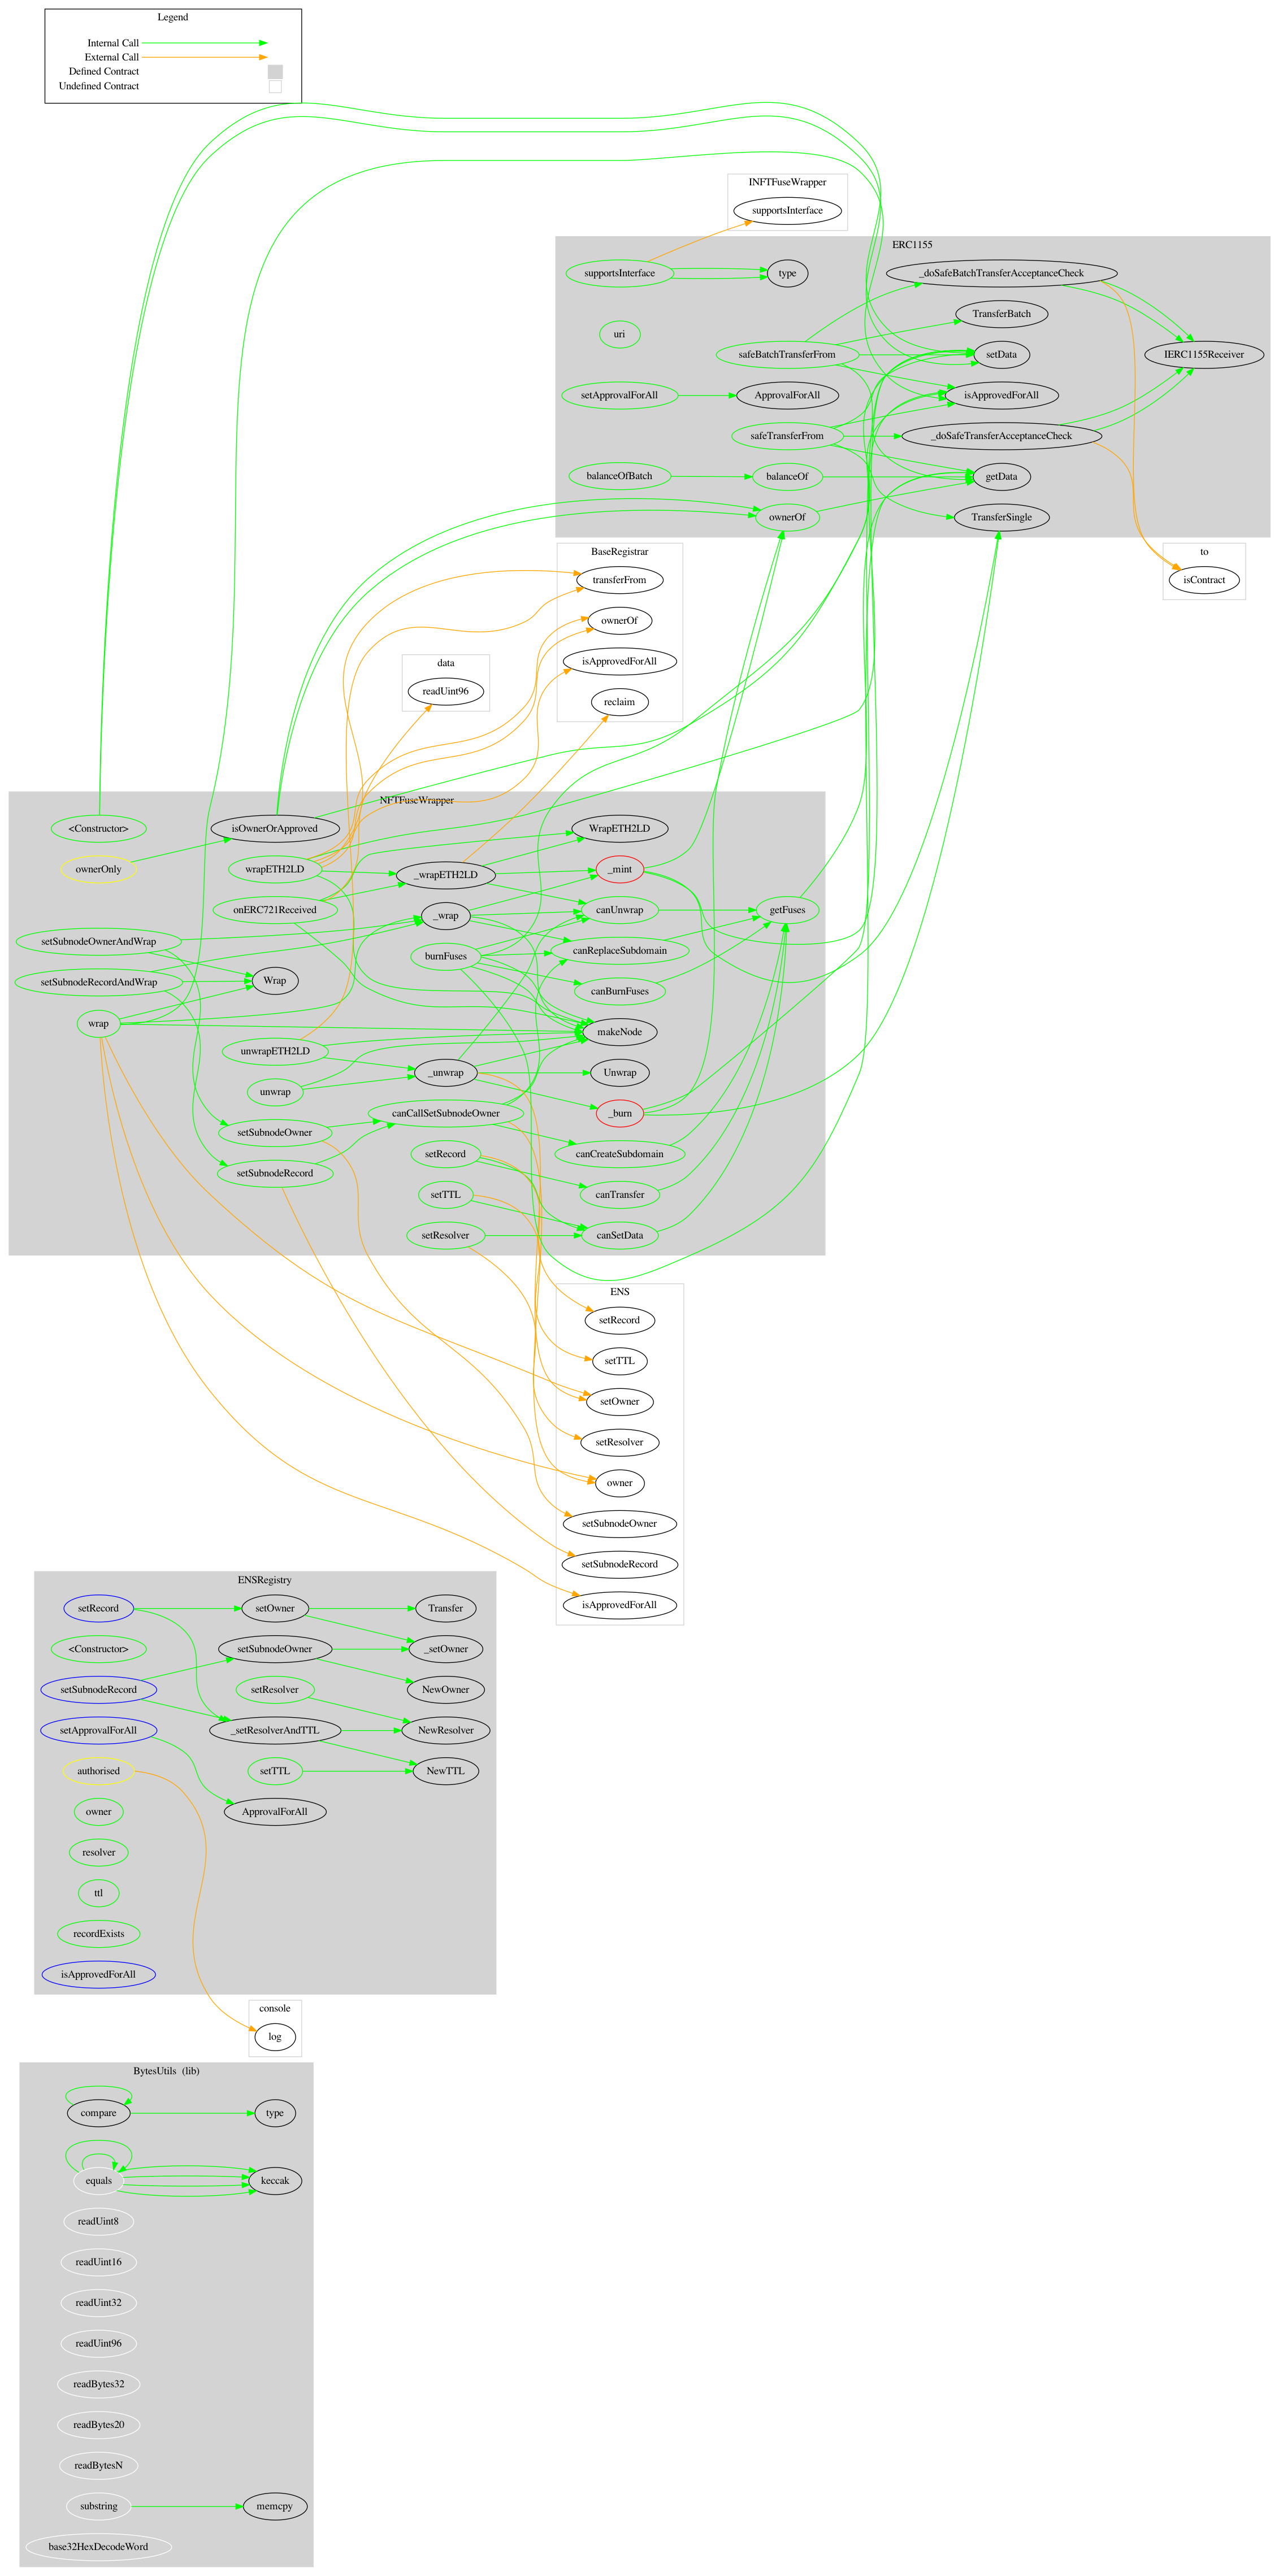 Legend
Internal Call
External Call
Defined Contract
Undefined Contract
INFTFuseWrapper
supportsInterface
ERC1155
supportsInterface
type
_doSafeBatchTransferAcceptanceCheck
TransferBatch
uri
safeBatchTransferFrom
setData
IERC1155Receiver
setApprovalForAll
ApprovalForAll
isApprovedForAll
safeTransferFrom
_doSafeTransferAcceptanceCheck
balanceOfBatch
balanceOf
getData
ownerOf
TransferSingle
to
isContract
BaseRegistrar
transferFrom
ownerOf
isApprovedForAll
reclaim
data
readUint96
NFTFuseWrapper
<Constructor>
isOwnerOrApproved
WrapETH2LD
ownerOnly
wrapETH2LD
_wrapETH2LD
_mint
onERC721Received
_wrap
canUnwrap
getFuses
setSubnodeOwnerAndWrap
burnFuses
canReplaceSubdomain
setSubnodeRecordAndWrap
Wrap
canBurnFuses
wrap
makeNode
unwrapETH2LD
_unwrap
Unwrap
unwrap
canCallSetSubnodeOwner
_burn
setSubnodeOwner
setRecord
canCreateSubdomain
setSubnodeRecord
setTTL
canTransfer
setResolver
canSetData
ENS
setRecord
setTTL
setOwner
setResolver
owner
setSubnodeOwner
setSubnodeRecord
isApprovedForAll
ENSRegistry
setRecord
setOwner
Transfer
<Constructor>
setSubnodeOwner
_setOwner
setSubnodeRecord
setResolver
NewOwner
setApprovalForAll
_setResolverAndTTL
NewResolver
authorised
setTTL
NewTTL
owner
ApprovalForAll
resolver
ttl
recordExists
isApprovedForAll
console
log
BytesUtils (lib)
compare
type
equals
keccak
readUint8
readUint16
readUint32
readUint96
readBytes32
readBytes20
readBytesN
substring
memcpy
base32HexDecodeWord